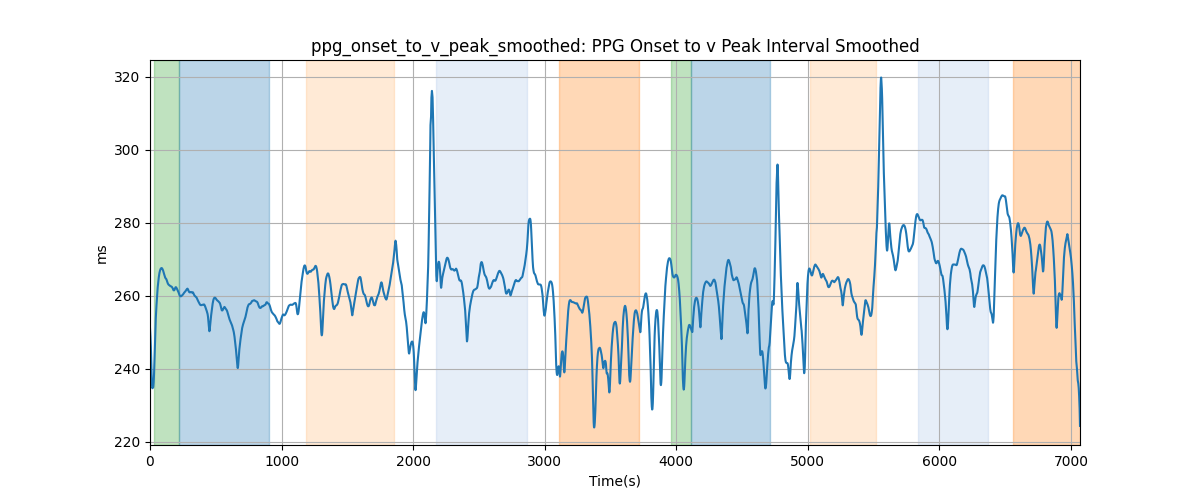 ppg_onset_to_v_peak_smoothed: PPG Onset to v Peak Interval Smoothed
320
300
280
260
240
220
ms
0 1000 2000 3000 4000 5000 6000 7000
Time(s)